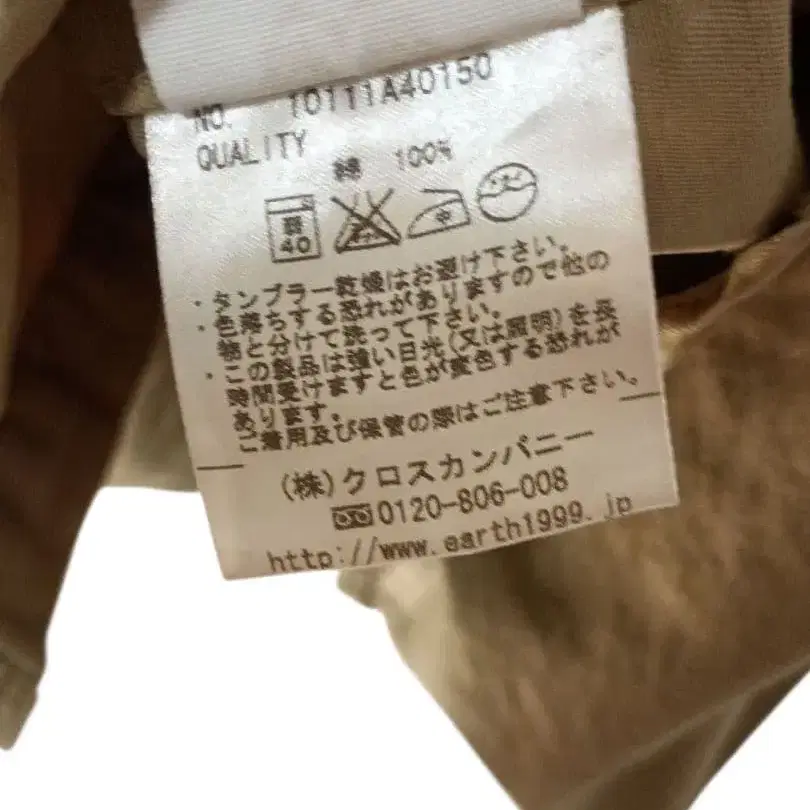 NO. 10111A40150
QUALITY
綿 100%
弱 40
・タンブラー乾燥はお避け下さい。
・色落ちする恐れがありますので他の
物と分けて洗って下さい。
・この製品は強い日光(又は照明)を長
時間受けますと色が変色する恐れが
あります。
ご着用及び保管の際はご注意下さい。
(株)クロスカンパニー
0120-806-008
http://www.earth1999.jp